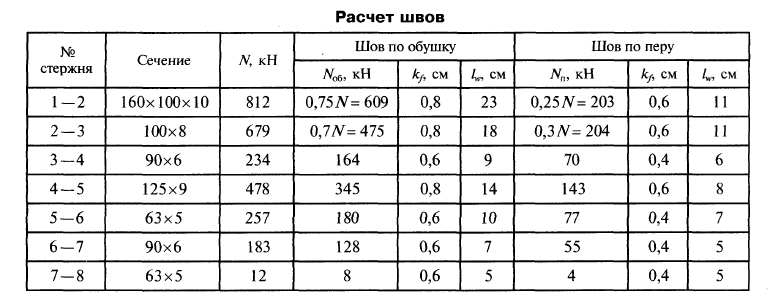 Расчет швов
№ стержня Сечение N, кН Шов по обушку Шов по перу
Nоб, кН kf, см lw, см Nп, кН kf, см lw, см
1—2 160×100×10 812 0,75N = 609 0,8 23 0,25N = 203 0,6 11
2—3 100×8 679 0,7N = 475 0,8 18 0,3N = 204 0,6 11
3—4 90×6 234 164 0,6 9 70 0,4 6
4—5 125×9 478 345 0,8 14 143 0,6 8
5—6 63×5 257 180 0,6 10 77 0,4 7
6—7 90×6 183 128 0,6 7 55 0,4 5
7—8 63×5 12 8 0,6 5 4 0,4 5